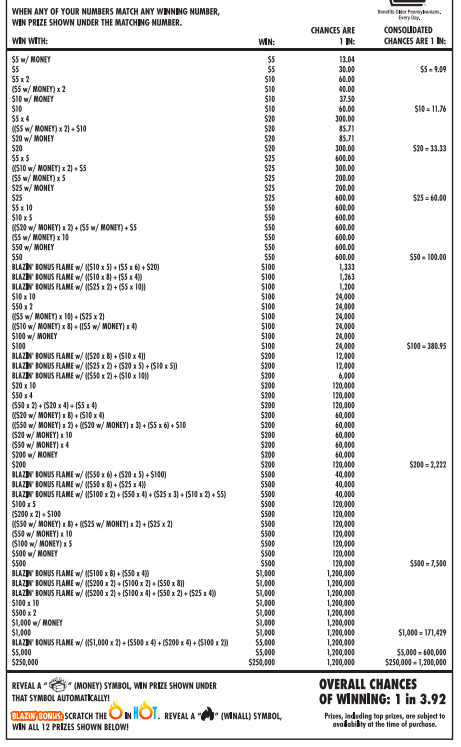 WHEN ANY OF YOUR NUMBERS MATCH ANY WINNING NUMBER,
WIN PRIZE SHOWN UNDER THE MATCHING NUMBER.
Benefits Older Pennsylvanians.
Every Day.
WIN WITH: WIN: CHANCES ARE 1 IN: CONSOLIDATED CHANCES ARE 1 IN:
$5 w/ MONEY $5 13.04
$5 $5 30.00 $5 = 9.09
$5 x 2 $10 60.00
($5 w/ MONEY) x 2 $10 40.00
$10 w/ MONEY $10 37.50
$10 $10 60.00 $10 = 11.76
$5 x 4 $20 300.00
(($5 w/ MONEY) x 2) + $10 $20 85.71
$20 w/ MONEY $20 85.71
$20 $20 300.00 $20 = 33.33
$5 x 5 $25 600.00
(($10 w/ MONEY) x 2) + $5 $25 300.00
($5 w/ MONEY) x 5 $25 200.00
$25 w/ MONEY $25 200.00
$25 $25 600.00 $25 = 60.00
$5 x 10 $50 600.00
$10 x 5 $50 600.00
(($20 w/ MONEY) x 2) + ($5 w/ MONEY) + $5 $50 600.00
($5 w/ MONEY) x 10 $50 600.00
$50 w/ MONEY $50 600.00
$50 $50 600.00 $50 = 100.00
BLAZIN' BONUS FLAME w/ (($10 x 5) + ($5 x 6) + $20) $100 1,333
BLAZIN' BONUS FLAME w/ (($10 x 8) + ($5 x 4)) $100 1,263
BLAZIN' BONUS FLAME w/ (($25 x 2) + ($5 x 10)) $100 1,200
$10 x 10 $100 24,000
$50 x 2 $100 24,000
(($5 w/ MONEY) x 10) + ($25 x 2) $100 24,000
(($10 w/ MONEY) x 8) + (($5 w/ MONEY) x 4) $100 24,000
$100 w/ MONEY $100 24,000
$100 $100 24,000 $100 = 380.95
BLAZIN' BONUS FLAME w/ (($20 x 8) + ($10 x 4)) $200 12,000
BLAZIN' BONUS FLAME w/ (($25 x 2) + ($20 x 5) + ($10 x 5)) $200 12,000
BLAZIN' BONUS FLAME w/ (($50 x 2) + ($10 x 10)) $200 6,000
$20 x 10 $200 120,000
$50 x 4 $200 120,000
($50 x 2) + ($20 x 4) + ($5 x 4) $200 120,000
(($20 w/ MONEY) x 8) + ($10 x 4) $200 60,000
(($50 w/ MONEY) x 2) + (($20 w/ MONEY) x 3) + ($5 x 6) + $10 $200 60,000
($20 w/ MONEY) x 10 $200 60,000
($50 w/ MONEY) x 4 $200 60,000
$200 w/ MONEY $200 60,000
$200 $200 120,000 $200 = 2,222
BLAZIN' BONUS FLAME w/ (($50 x 6) + ($20 x 5) + $100) $500 40,000
BLAZIN' BONUS FLAME w/ (($50 x 8) + ($25 x 4)) $500 40,000
BLAZIN' BONUS FLAME w/ (($100 x 2) + ($50 x 4) + ($25 x 3) + ($10 x 2) + $5) $500 40,000
$100 x 5 $500 120,000
($200 x 2) + $100 $500 120,000
(($50 w/ MONEY) x 8) + (($25 w/ MONEY) x 2) + ($25 x 2) $500 120,000
($50 w/ MONEY) x 10 $500 120,000
($100 w/ MONEY) x 5 $500 120,000
$500 w/ MONEY $500 120,000
$500 $500 120,000 $500 = 7,500
BLAZIN' BONUS FLAME w/ (($100 x 8) + ($50 x 4)) $1,000 1,200,000
BLAZIN' BONUS FLAME w/ (($200 x 2) + ($100 x 2) + ($50 x 8)) $1,000 1,200,000
BLAZIN' BONUS FLAME w/ (($200 x 2) + ($100 x 4) + ($50 x 2) + ($25 x 4)) $1,000 1,200,000
$100 x 10 $1,000 1,200,000
$500 x 2 $1,000 1,200,000
$1,000 w/ MONEY $1,000 1,200,000
$1,000 $1,000 1,200,000 $1,000 = 171,429
BLAZIN' BONUS FLAME w/ (($1,000 x 2) + ($500 x 4) + ($200 x 4) + ($100 x 2)) $5,000 1,200,000
$5,000 $5,000 1,200,000 $5,000 = 600,000
$250,000 $250,000 1,200,000 $250,000 = 1,200,000
REVEAL A " " (MONEY) SYMBOL, WIN PRIZE SHOWN UNDER
THAT SYMBOL AUTOMATICALLY!
BLAZIN' BONUS: SCRATCH THE O IN HOT. REVEAL A " " (WINALL) SYMBOL,
WIN ALL 12 PRIZES SHOWN BELOW!
OVERALL CHANCES
OF WINNING: 1 in 3.92
Prizes, including top prizes, are subject to
availability at the time of purchase.